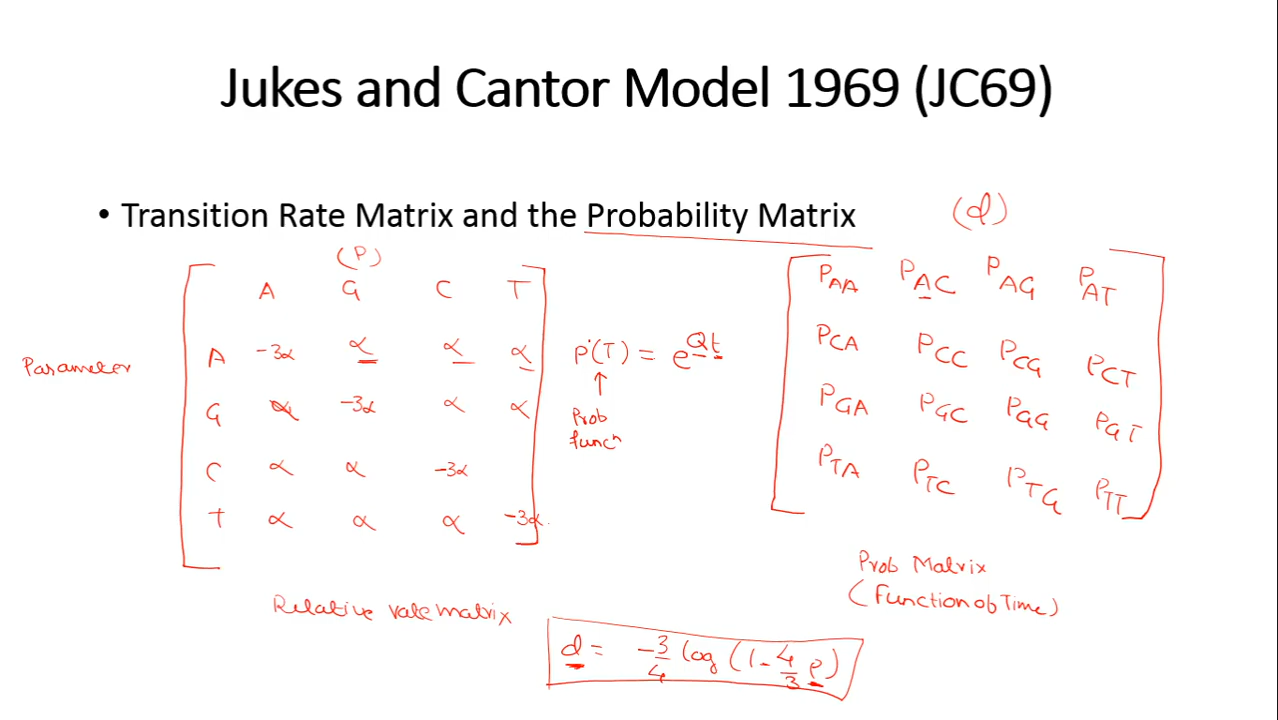 Jukes and Cantor Model 1969 (JC69)
• Transition Rate Matrix and the Probability Matrix
(d)
(P)
A G C T
A -3α α α α
G α -3α α α
C α α -3α
T α α α -3α.
Parameter
P(T) = e^Qt
↑
Prob
funcn
P_AA P_AC P_AG P_AT
P_CA P_CC P_CG P_CT
P_GA P_GC P_GG P_GT
P_TA P_TC P_TG P_TT
Prob Matrix
(Function of Time)
Relative rate matrix
d = -3/4 log (1-4/3 P)